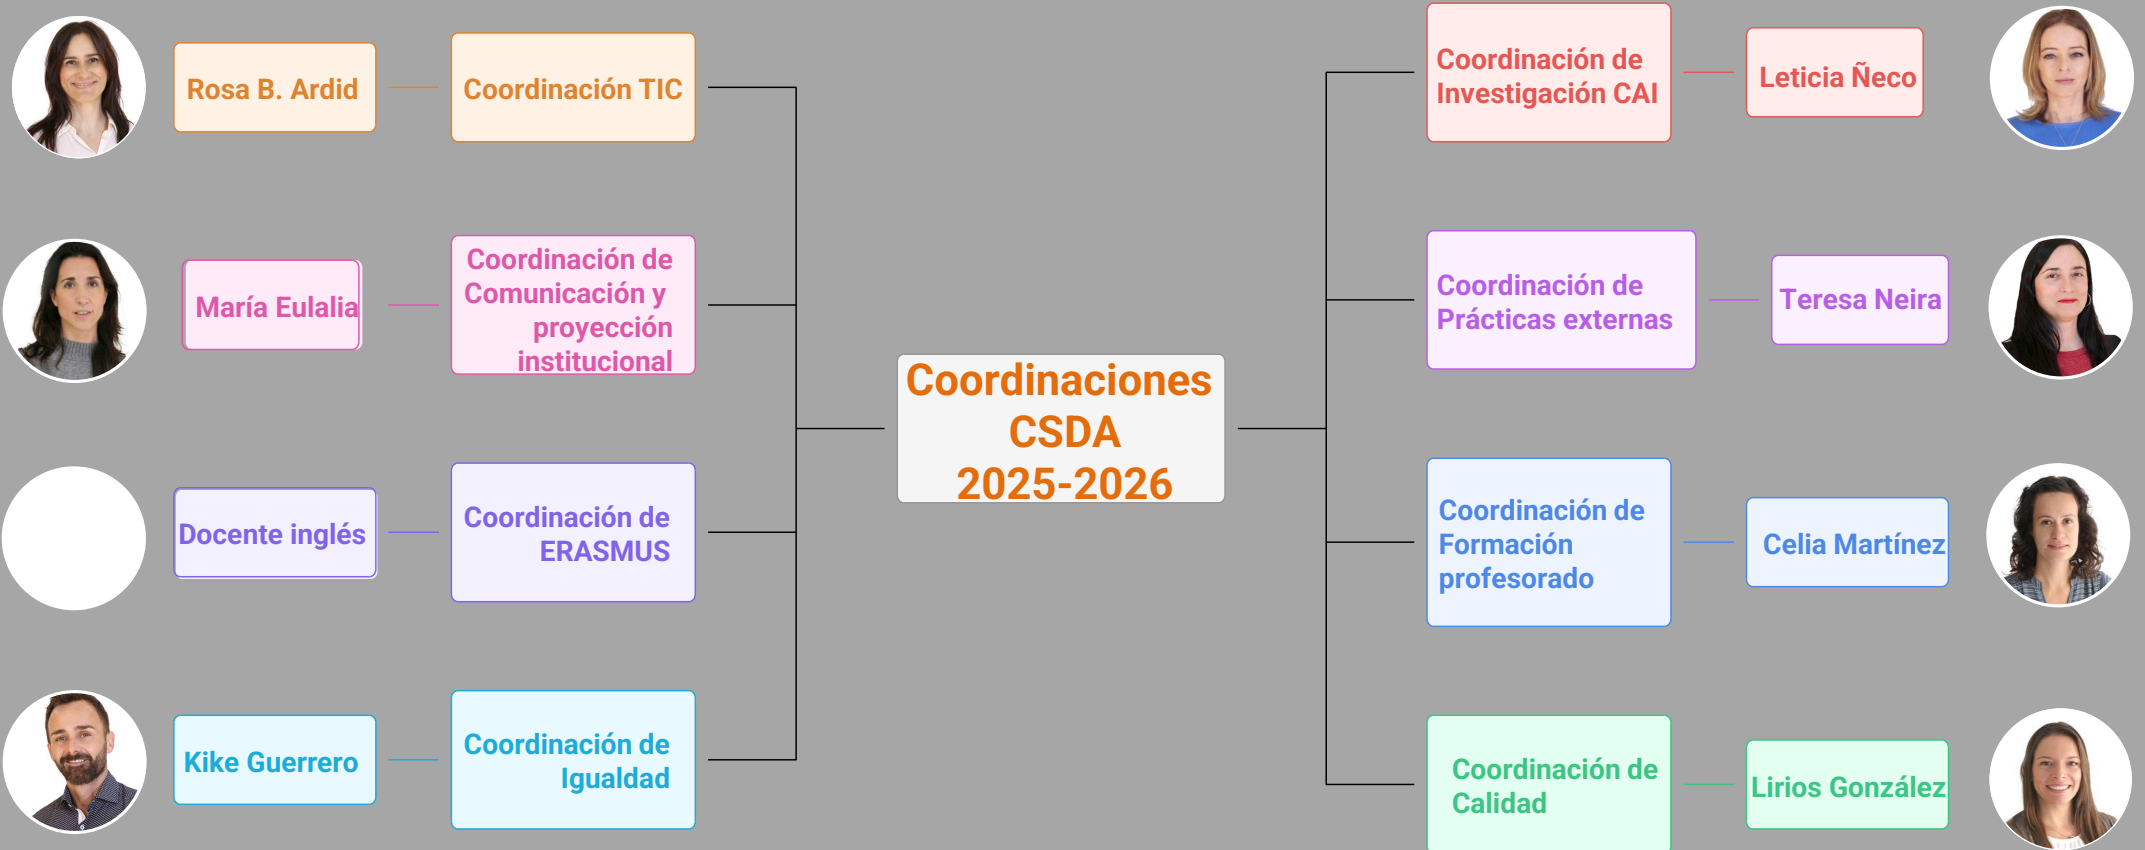 Rosa B. Ardid
Coordinación TIC
María Eulalia
Coordinación de
Comunicación y
proyección
institucional
Docente inglés
Coordinación de
ERASMUS
Kike Guerrero
Coordinación de
Igualdad
Coordinaciones
CSDA
2025-2026
Coordinación de
Investigación CAI
Leticia Ñeco
Coordinación de
Prácticas externas
Teresa Neira
Coordinación de
Formación
profesorado
Celia Martínez
Coordinación de
Calidad
Lirios González